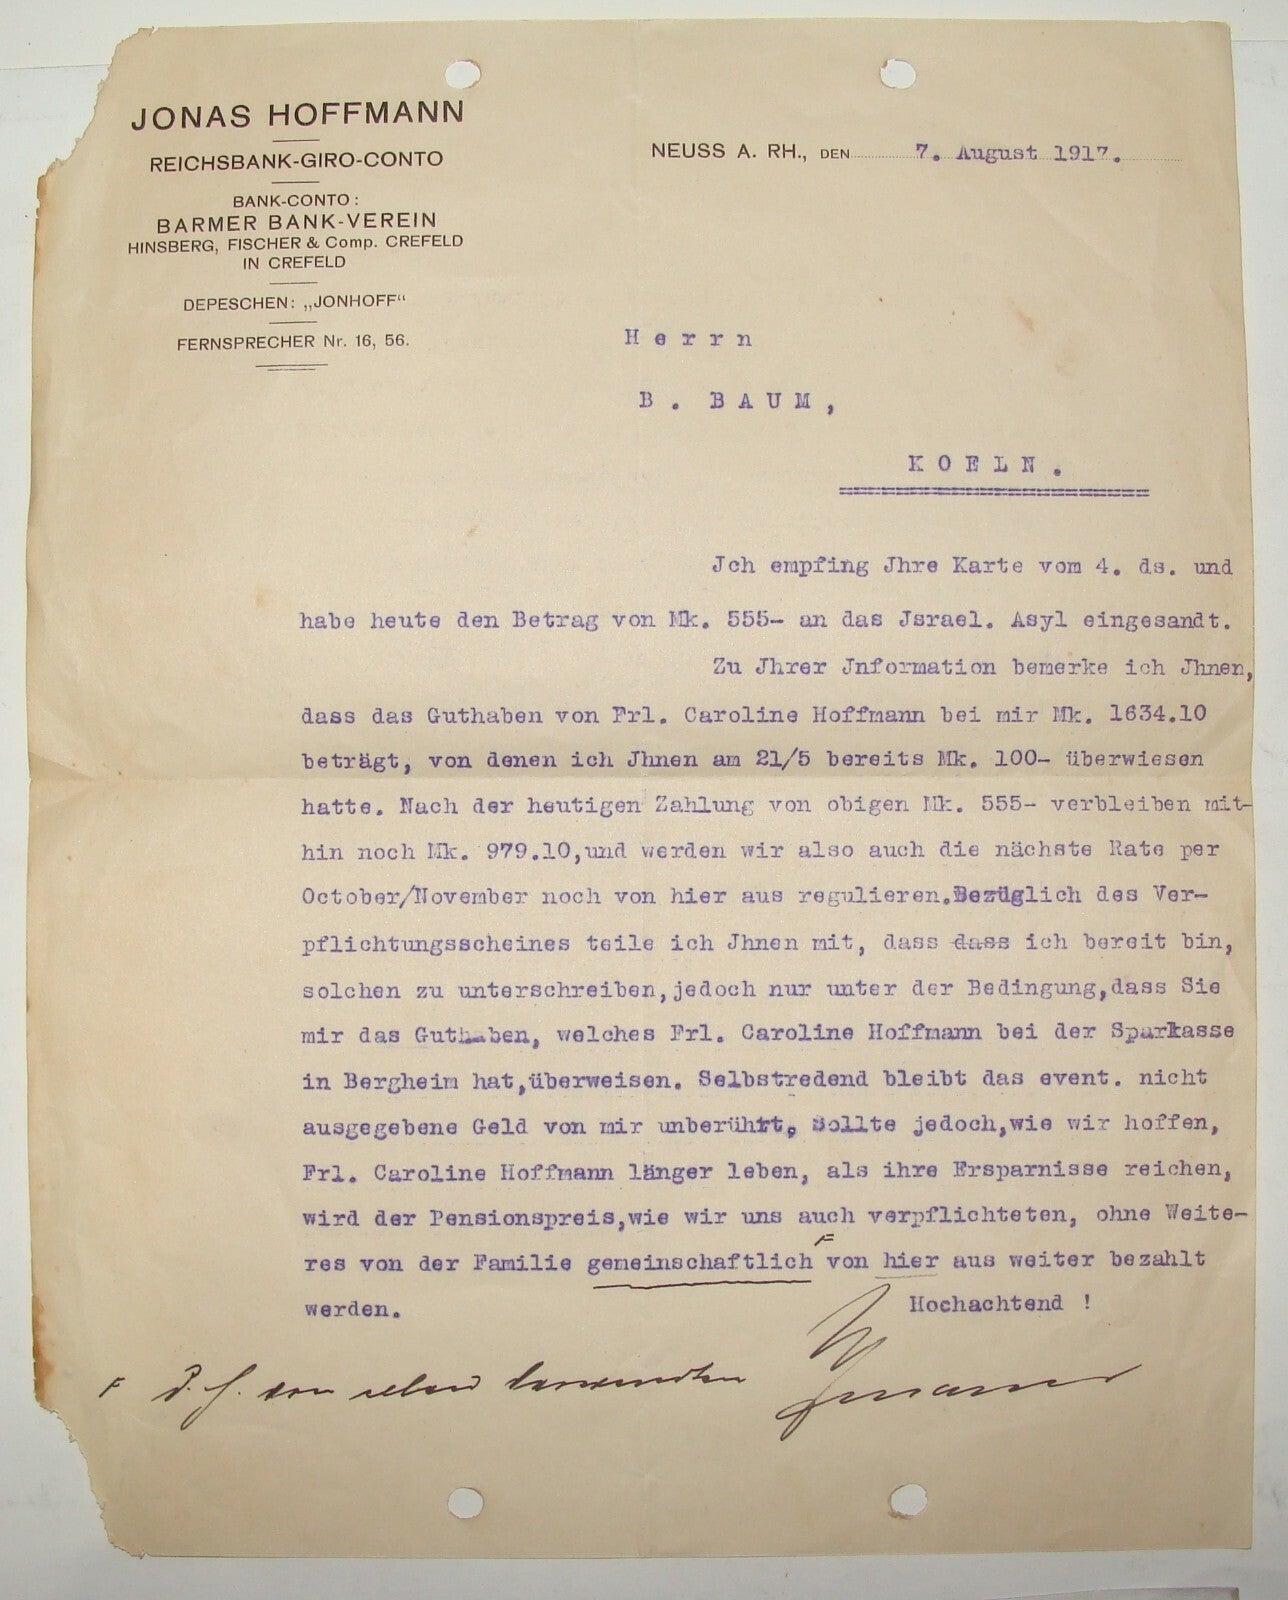 JONAS HOFFMANN
REICHSBANK-GIRO-CONTO
BANK-CONTO:
BARMER BANK-VEREIN
HINSBERG, FISCHER & Comp. CREFELD
IN CREFELD
DEPESCHEN: „JONHOFF“
FERNSPRECHER Nr. 16, 56.
NEUSS A. RH., DEN 7. August 1917.
Herrn
B. BAUM,
KOELN.
Jch empfing Jhre Karte vom 4. ds. und
habe heute den Betrag von Mk. 555- an das Jsrael. Asyl eingesandt.
Zu Jhrer Jnformation bemerke ich Jhnen,
dass das Guthaben von Frl. Caroline Hoffmann bei mir Mk. 1634.10
beträgt, von denen ich Jhnen am 21/5 bereits Mk. 100- überwiesen
hatte. Nach der heutigen Zahlung von obigen Mk. 555- verbleiben mit-
hin noch Mk. 979.10,und werden wir also auch die nächste Rate per
October/November noch von hier aus regulieren.Bezüglich des Ver-
pflichtungsscheines teile ich Jhnen mit, dass dass ich bereit bin,
solchen zu unterschreiben,jedoch nur unter der Bedingung,dass Sie
mir das Guthaben, welches Frl. Caroline Hoffmann bei der Sparkasse
in Bergheim hat,überweisen. Selbstredend bleibt das event. nicht
ausgegebene Geld von mir unberührt. Sollte jedoch,wie wir hoffen,
Frl. Caroline Hoffmann länger leben, als ihre Ersparnisse reichen,
wird der Pensionspreis,wie wir uns auch verpflichteten, ohne Weite-
res von der Familie gemeinschaftlich F von hier aus weiter bezahlt
werden.
Hochachtend !
F d. h. von